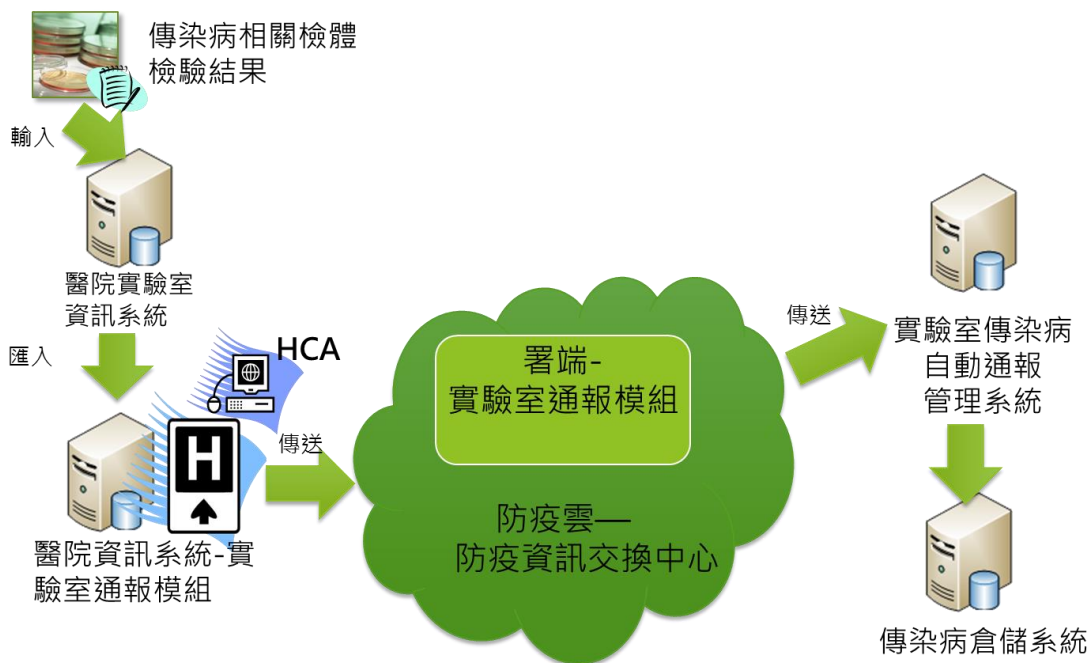 傳染病相關檢體
檢驗結果
輸入
醫院實驗室
資訊系統
匯入
HCA
H
傳送
醫院資訊系統-實
驗室通報模組
署端-
實驗室通報模組
防疫雲—
防疫資訊交換中心
傳送
實驗室傳染病
自動通報
管理系統
傳染病倉儲系統